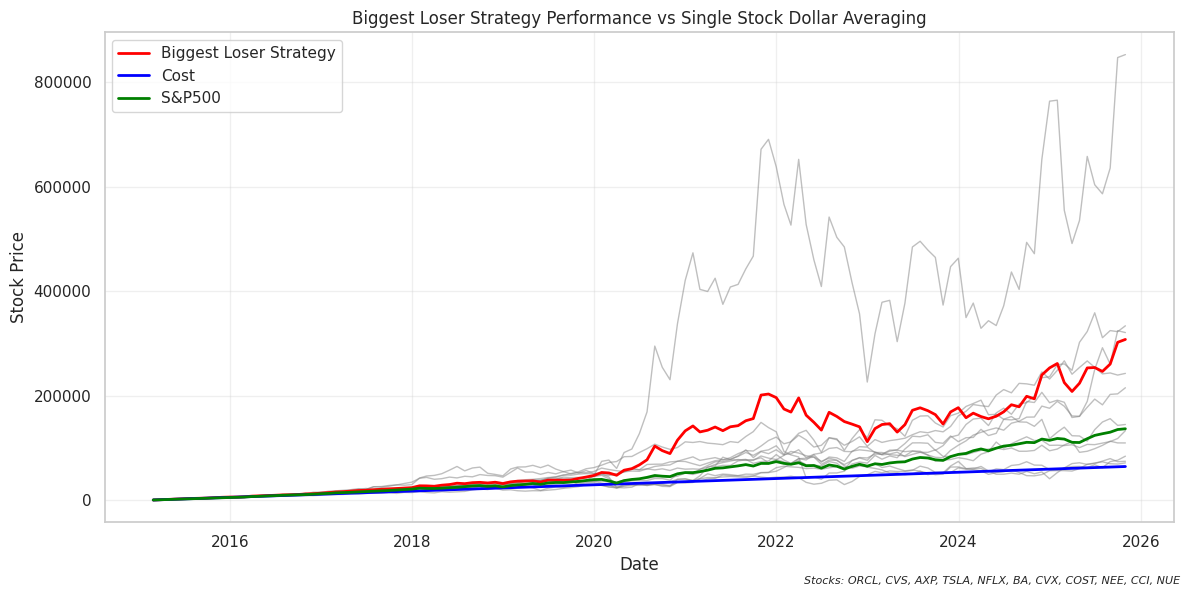 Biggest Loser Strategy Performance vs Single Stock Dollar Averaging
Biggest Loser Strategy
Cost
S&P500
Stock Price
800000
600000
400000
200000
0
2016
2018
2020
2022
2024
2026
Date
Stocks: ORCL, CVS, AXP, TSLA, NFLX, BA, CVX, COST, NEE, CCI, NUE